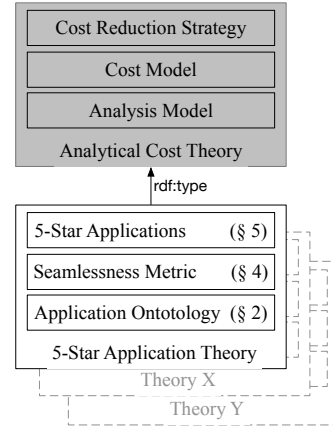 Cost Reduction Strategy
Cost Model
Analysis Model
Analytical Cost Theory
rdf:type
5-Star Applications (§ 5)
Seamlessness Metric (§ 4)
Application Ontotology (§ 2)
5-Star Application Theory
Theory X
Theory Y